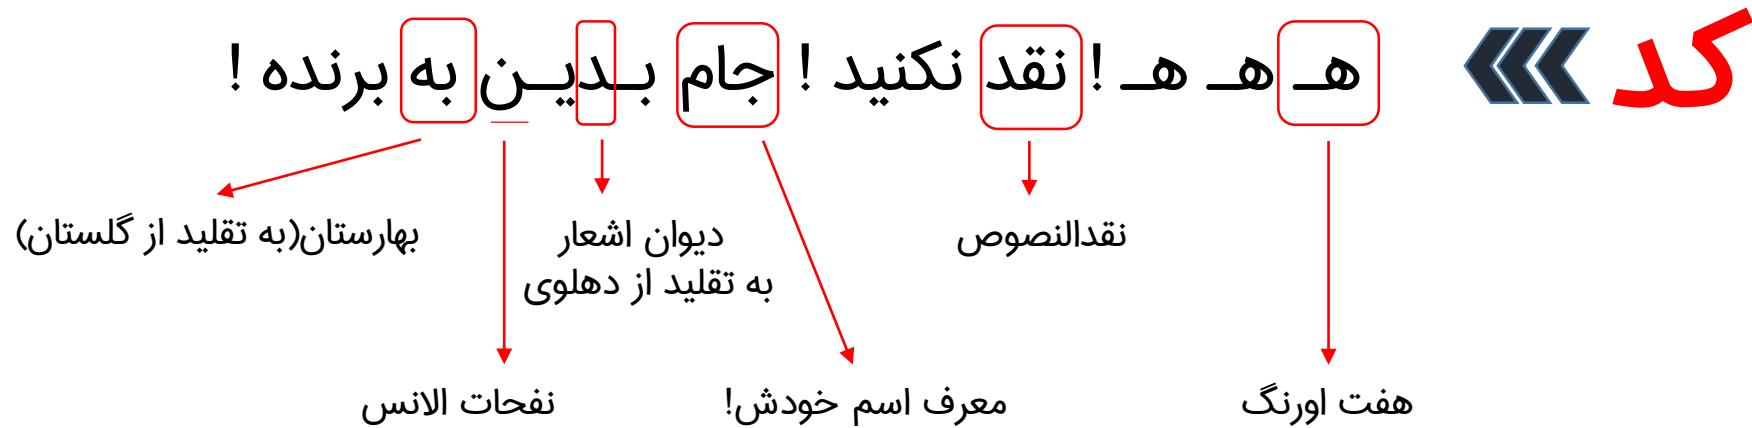 کد
هـ هـ هـ ! نقد نکنید ! جام بـدیـن به برنده !
نقدالنصوص
دیوان اشعار
به تقلید از دهلوی
بهارستان(به تقلید از گلستان)
هفت اورنگ
معرف اسم خودش!
نفحات الانس